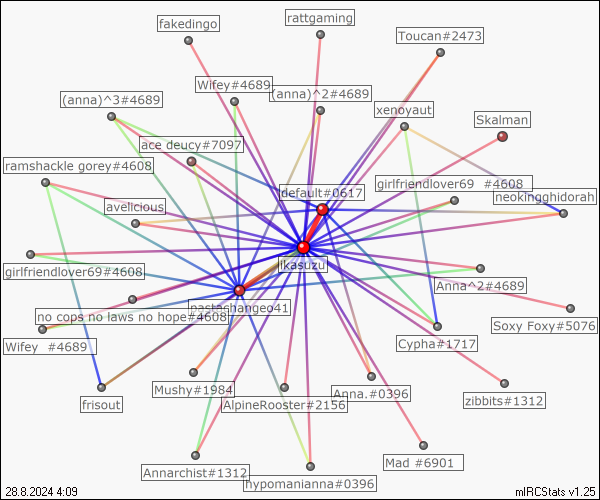 fakedingo
rattgaming
Toucan#2473
Wifey#4689
(anna)^2#4689
(anna)^3#4689
xenoyaut
Skalman
ace deucy#7097
ramshackle gorey#4608
default#0617
girlfriendlover69 #4608
neokingghidorah
avelicious
ikasuzu
girlfriendlover69#4608
Anna^2#4689
pastachangeo41
no cops no laws no hope#4608
Soxy Foxy#5076
Wifey #4689
Cypha#1717
Mushy#1984
Anna.#0396
zibbits#1312
frisout
AlpineRooster#2156
Mad #6901
Annarchist#1312
hypomanianna#0396
28.8.2024 4:09
mIRCStats v1.25